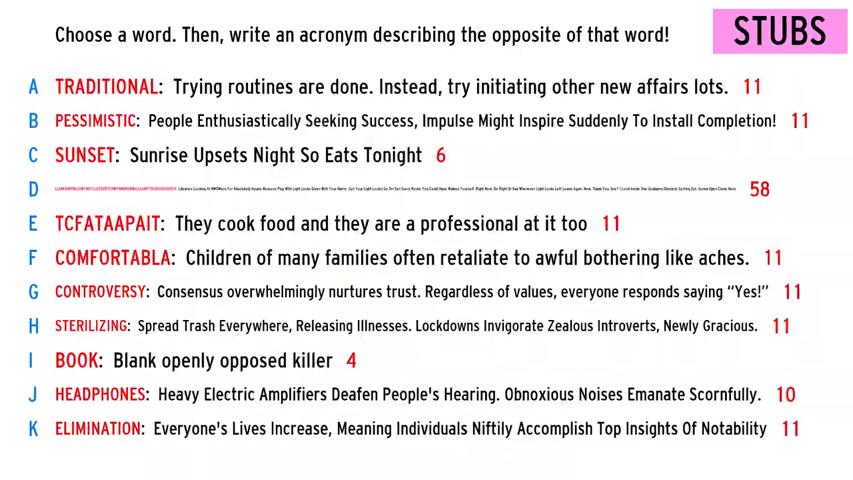 Choose a word. Then, write an acronym describing the opposite of that word!
STUBS
A TRADITIONAL: Trying routines are done. Instead, try initiating other new affairs lots. 11
B PESSIMISTIC: People Enthusiastically Seeking Success, Impulse Might Inspire Suddenly To Install Completion! 11
C SUNSET: Sunrise Upsets Night So Eats Tonight 6
D 58
E TCFATAAPAIT: They cook food and they are a professional at it too 11
F COMFORTABLA: Children of many families often retaliate to awful bothering like aches. 11
G CONTROVERSY: Consensus overwhelmingly nurtures trust. Regardless of values, everyone responds saying “Yes!” 11
H STERILIZING: Spread Trash Everywhere, Releasing Illnesses. Lockdowns Invigorate Zealous Introverts, Newly Gracious. 11
I BOOK: Blank openly opposed killer 4
J HEADPHONES: Heavy Electric Amplifiers Deafen People's Hearing. Obnoxious Noises Emanate Scornfully. 10
K ELIMINATION: Everyone's Lives Increase, Meaning Individuals Niftily Accomplish Top Insights Of Notability 11